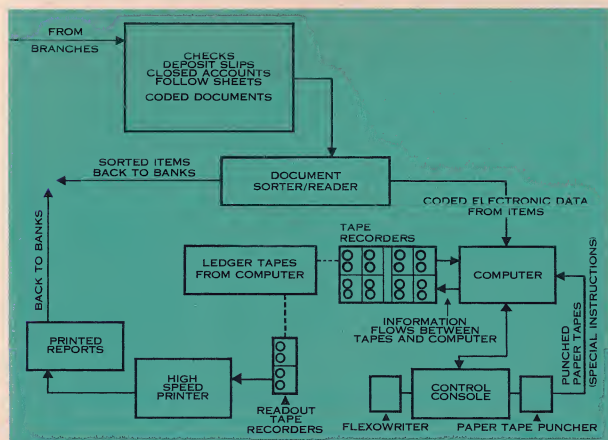 FROM
BRANCHES
CHECKS
DEPOSIT SLIPS
CLOSED ACCOUNTS
FOLLOW SHEETS
CODED DOCUMENTS
SORTED ITEMS
BACK TO BANKS
DOCUMENT
SORTER/READER
CODED ELECTRONIC DATA
FROM ITEMS
TAPE
RECORDERS
LEDGER TAPES
FROM COMPUTER
COMPUTER
BACK TO BANKS
INFORMATION
FLOWS BETWEEN
TAPES AND COMPUTER
PUNCHED
PAPER TAPES
(SPECIAL INSTRUCTIONS)
PRINTED
REPORTS
HIGH
SPEED
PRINTER
READOUT
TAPE
RECORDERS
CONTROL
CONSOLE
FLEXOWRITER
PAPER TAPE PUNCHER